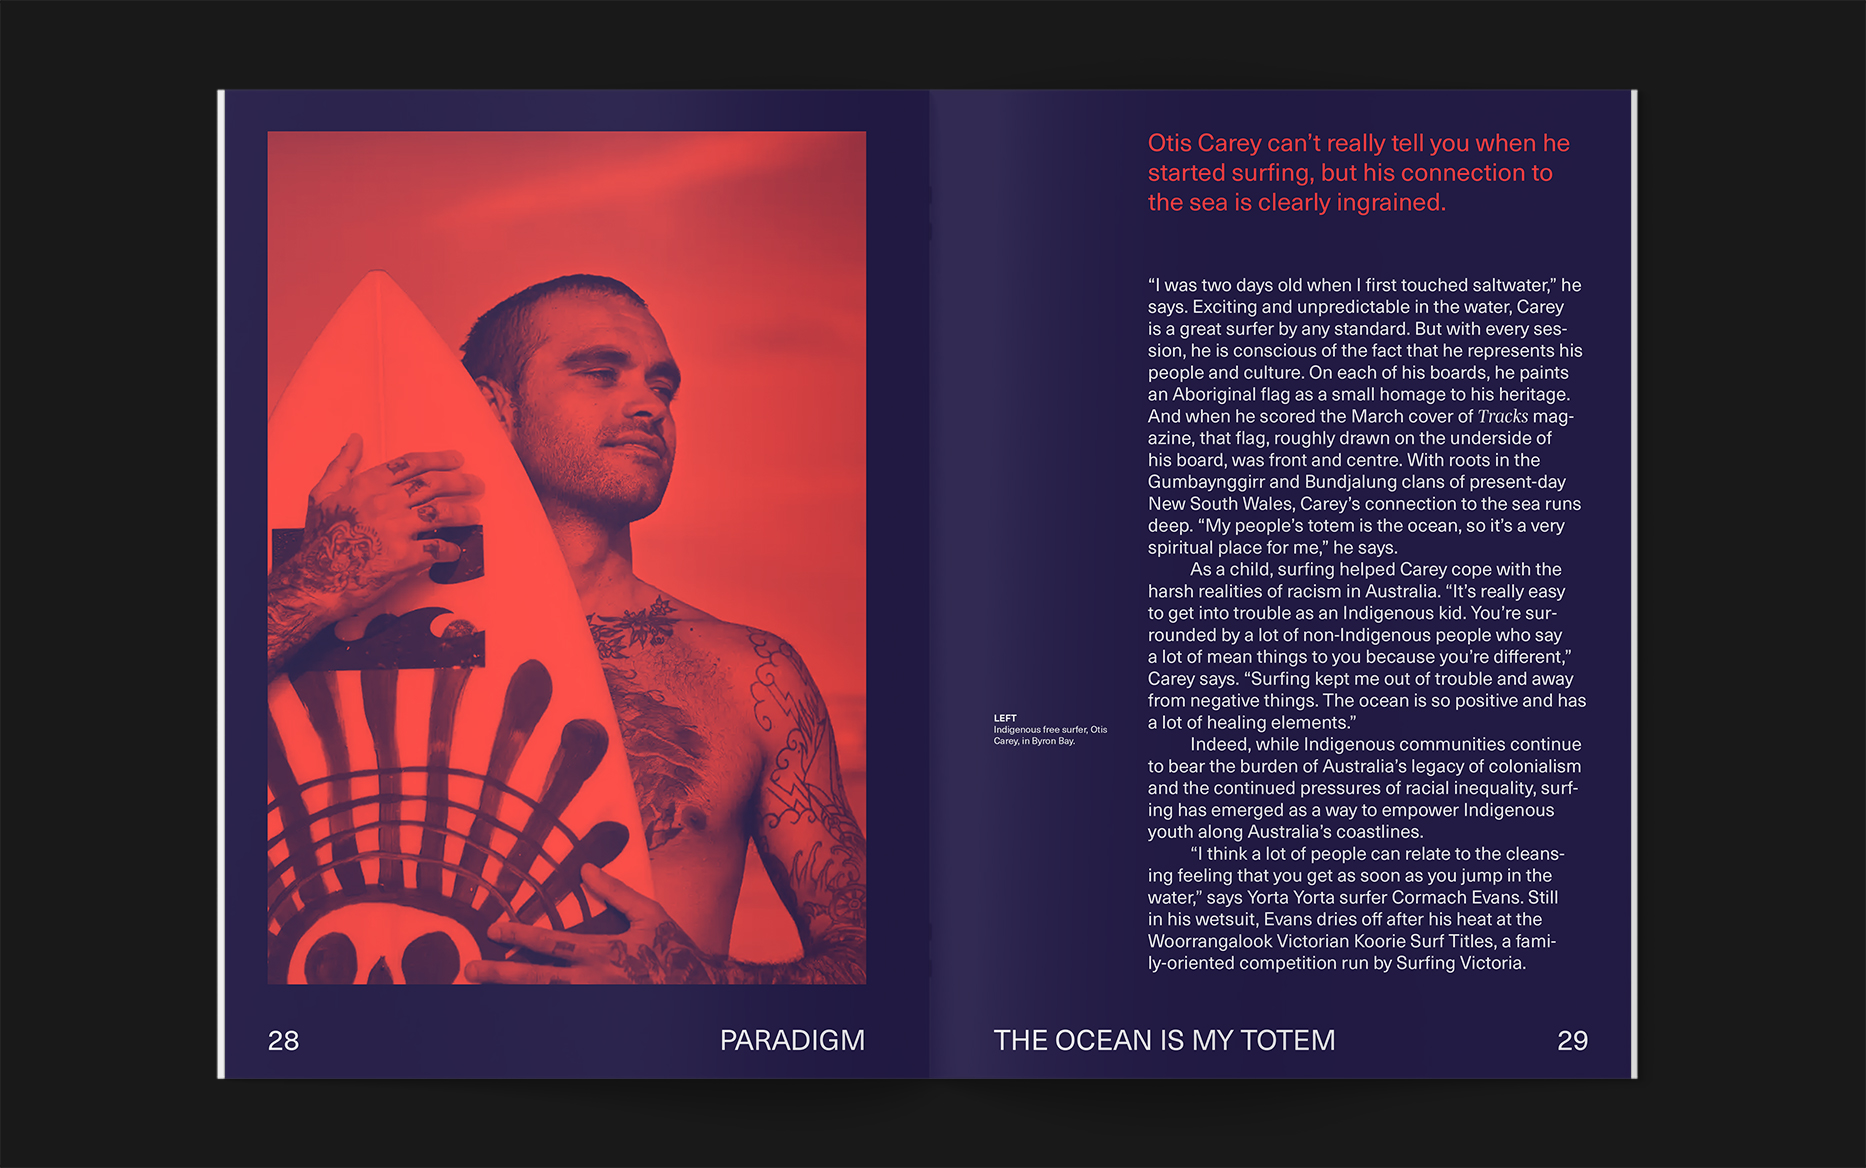 Otis Carey can’t really tell you when he
started surfing, but his connection to
the sea is clearly ingrained.
“I was two days old when I first touched saltwater,” he
says. Exciting and unpredictable in the water, Carey
is a great surfer by any standard. But with every ses-
sion, he is conscious of the fact that he represents his
people and culture. On each of his boards, he paints
an Aboriginal flag as a small homage to his heritage.
And when he scored the March cover of Tracks mag-
azine, that flag, roughly drawn on the underside of
his board, was front and centre. With roots in the
Gumbaynggirr and Bundjalung clans of present-day
New South Wales, Carey’s connection to the sea runs
deep. “My people’s totem is the ocean, so it’s a very
spiritual place for me,” he says.
As a child, surfing helped Carey cope with the
harsh realities of racism in Australia. “It’s really easy
to get into trouble as an Indigenous kid. You’re sur-
rounded by a lot of non-Indigenous people who say
a lot of mean things to you because you’re different,”
Carey says. “Surfing kept me out of trouble and away
from negative things. The ocean is so positive and has
a lot of healing elements.”
Indeed, while Indigenous communities continue
to bear the burden of Australia’s legacy of colonialism
and the continued pressures of racial inequality, surf-
ing has emerged as a way to empower Indigenous
youth along Australia’s coastlines.
“I think a lot of people can relate to the cleans-
ing feeling that you get as soon as you jump in the
water,” says Yorta Yorta surfer Cormach Evans. Still
in his wetsuit, Evans dries off after his heat at the
Woorrangalook Victorian Koorie Surf Titles, a fami-
ly-oriented competition run by Surfing Victoria.
LEFT
Indigenous free surfer, Otis
Carey, in Byron Bay.
28
PARADIGM
THE OCEAN IS MY TOTEM
29